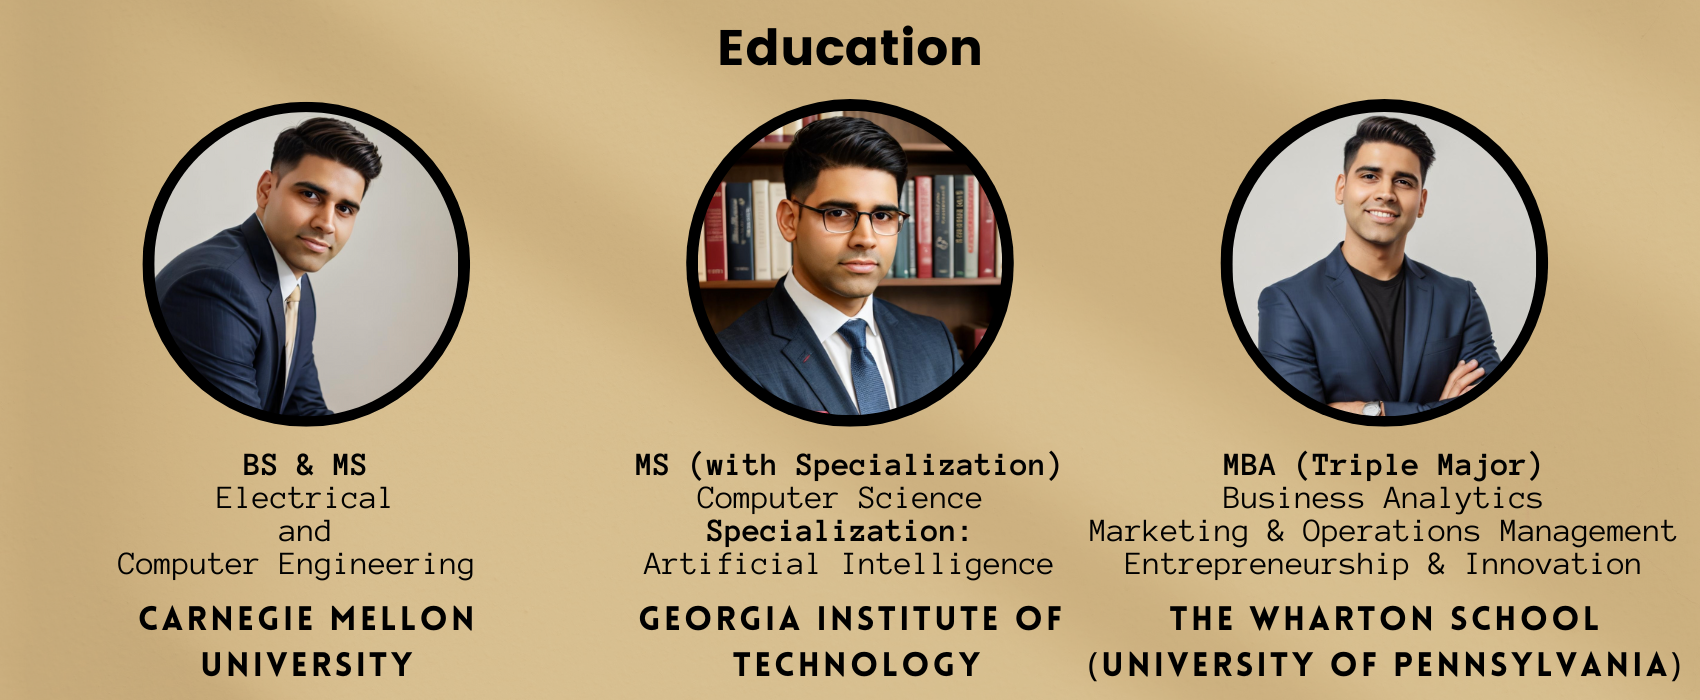 Education
BS & MS
Electrical
and
Computer Engineering
CARNEGIE MELLON
UNIVERSITY
MS (with Specialization)
Computer Science
Specialization:
Artificial Intelligence
GEORGIA INSTITUTE OF
TECHNOLOGY
MBA (Triple Major)
Business Analytics
Marketing & Operations Management
Entrepreneurship & Innovation
THE WHARTON SCHOOL
(UNIVERSITY OF PENNSYLVANIA)